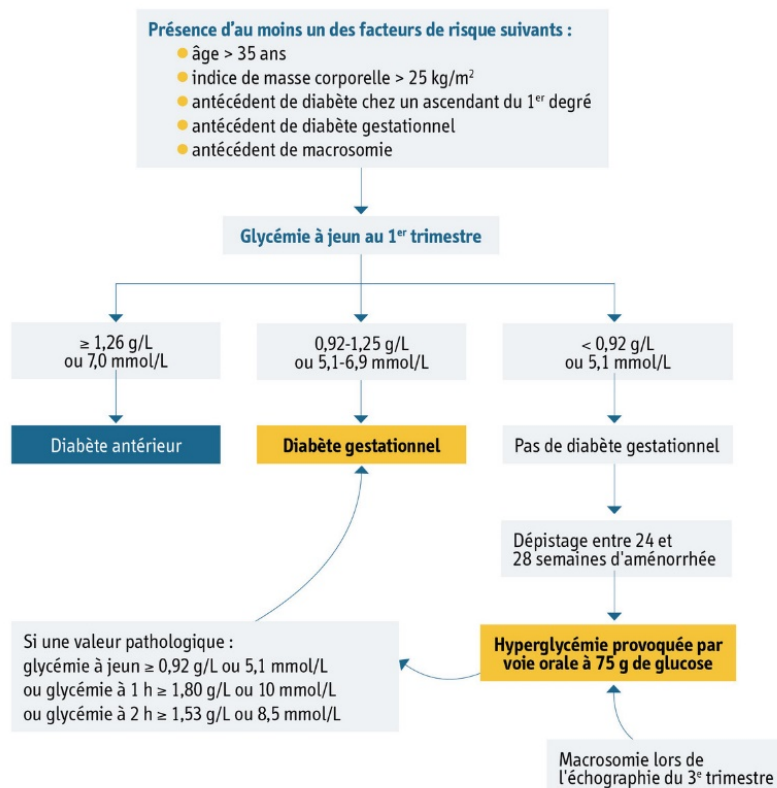 Présence d'au moins un des facteurs de risque suivants :
● âge > 35 ans
● indice de masse corporelle > 25 kg/m²
● antécédent de diabète chez un ascendant du 1er degré
● antécédent de diabète gestationnel
● antécédent de macrosomie
Glycémie à jeun au 1er trimestre
≥ 1,26 g/L
ou 7,0 mmol/L
0,92-1,25 g/L
ou 5,1-6,9 mmol/L
< 0,92 g/L
ou 5,1 mmol/L
Diabète antérieur
Diabète gestationnel
Pas de diabète gestationnel
Dépistage entre 24 et
28 semaines d'aménorrhée
Si une valeur pathologique :
glycémie à jeun ≥ 0,92 g/L ou 5,1 mmol/L
ou glycémie à 1 h ≥ 1,80 g/L ou 10 mmol/L
ou glycémie à 2 h ≥ 1,53 g/L ou 8,5 mmol/L
Hyperglycémie provoquée par
voie orale à 75 g de glucose
Macrosomie lors de
l'échographie du 3e trimestre